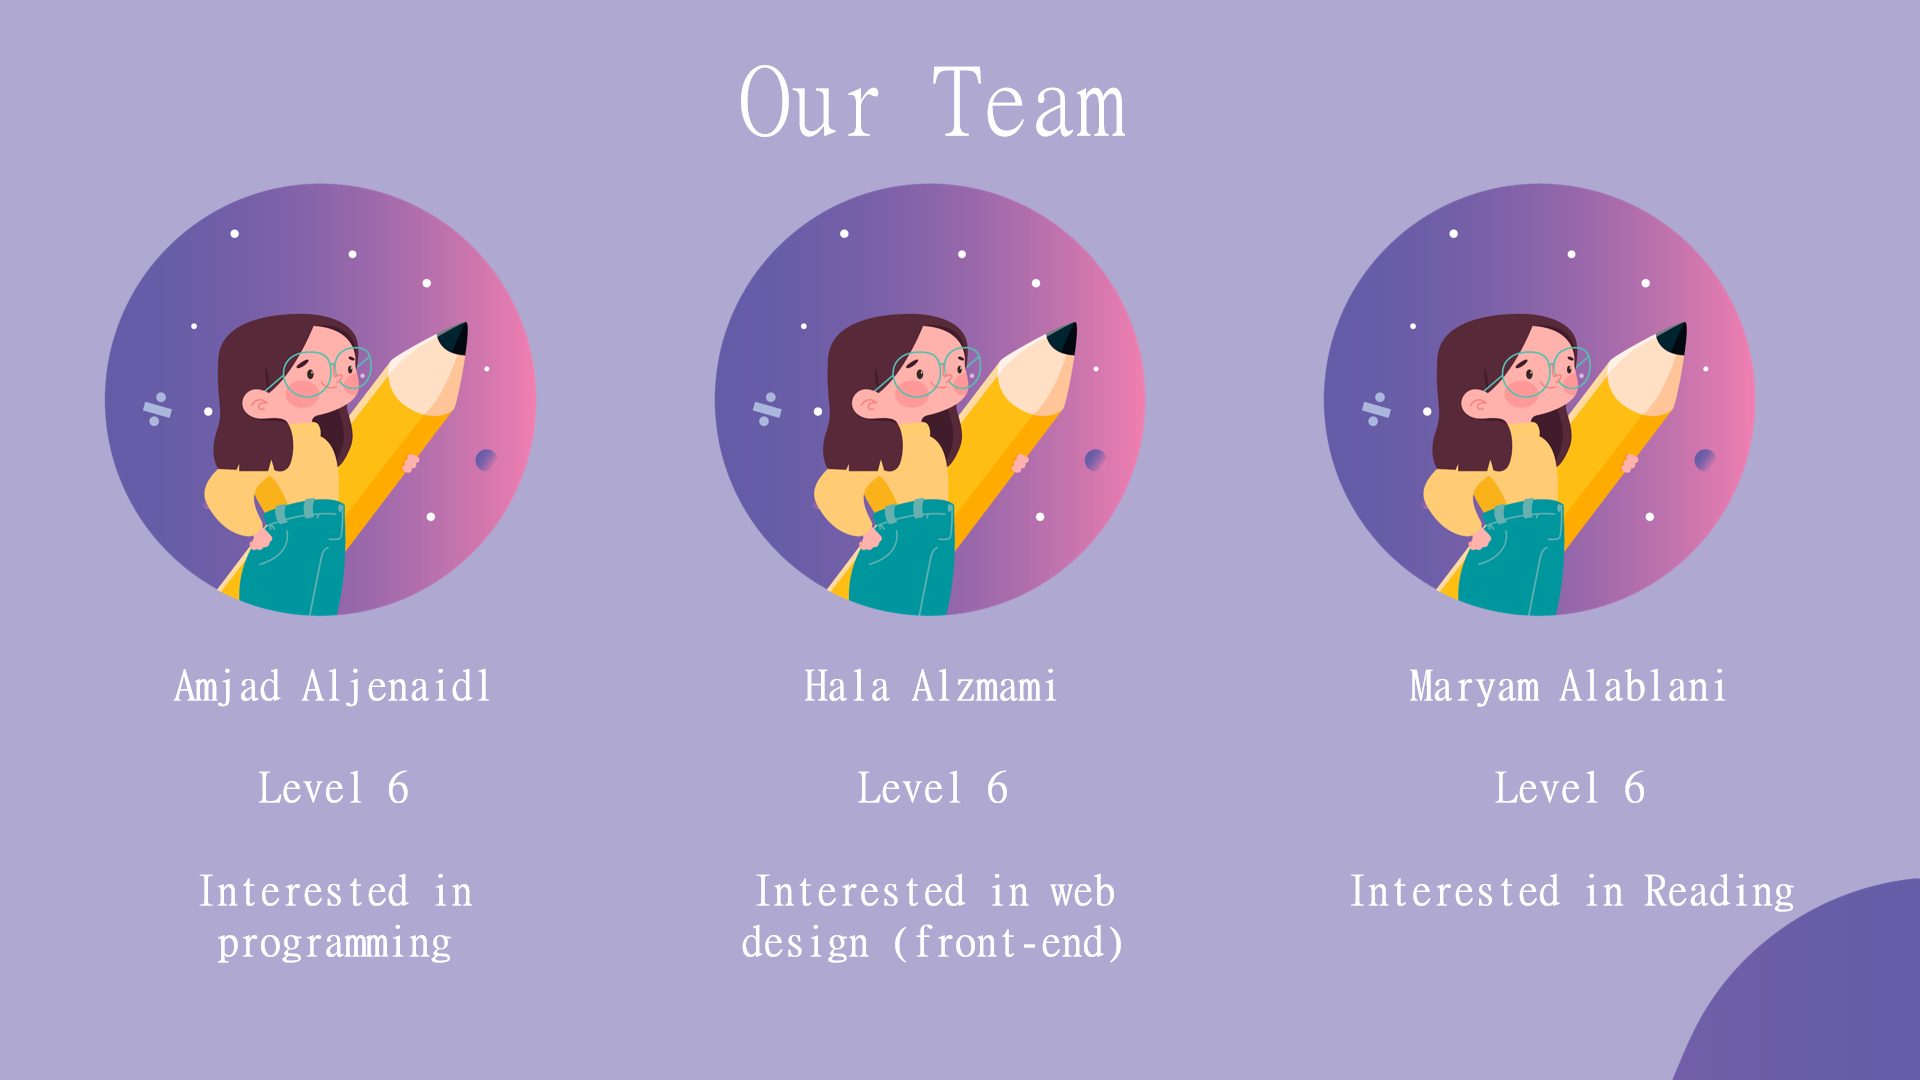 Our Team
Amjad Aljenaidl
Hala Alzmami
Maryam Alablani
Level 6
Level 6
Level 6
Interested in
programming
Interested in web
design (front-end)
Interested in Reading